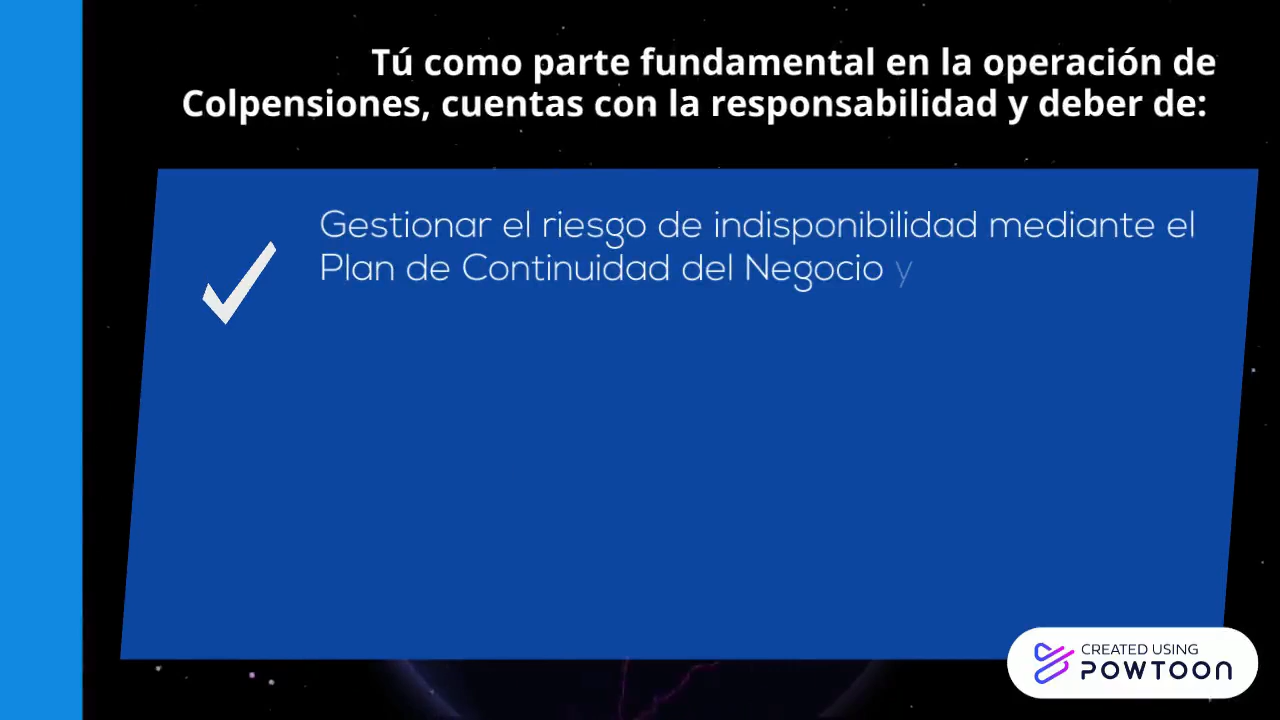 Tú como parte fundamental en la operación de
Colpensiones, cuentas con la responsabilidad y deber de:
Gestionar el riesgo de indisponibilidad mediante el
Plan de Continuidad del Negocio y
CREATED USING
POWTOON